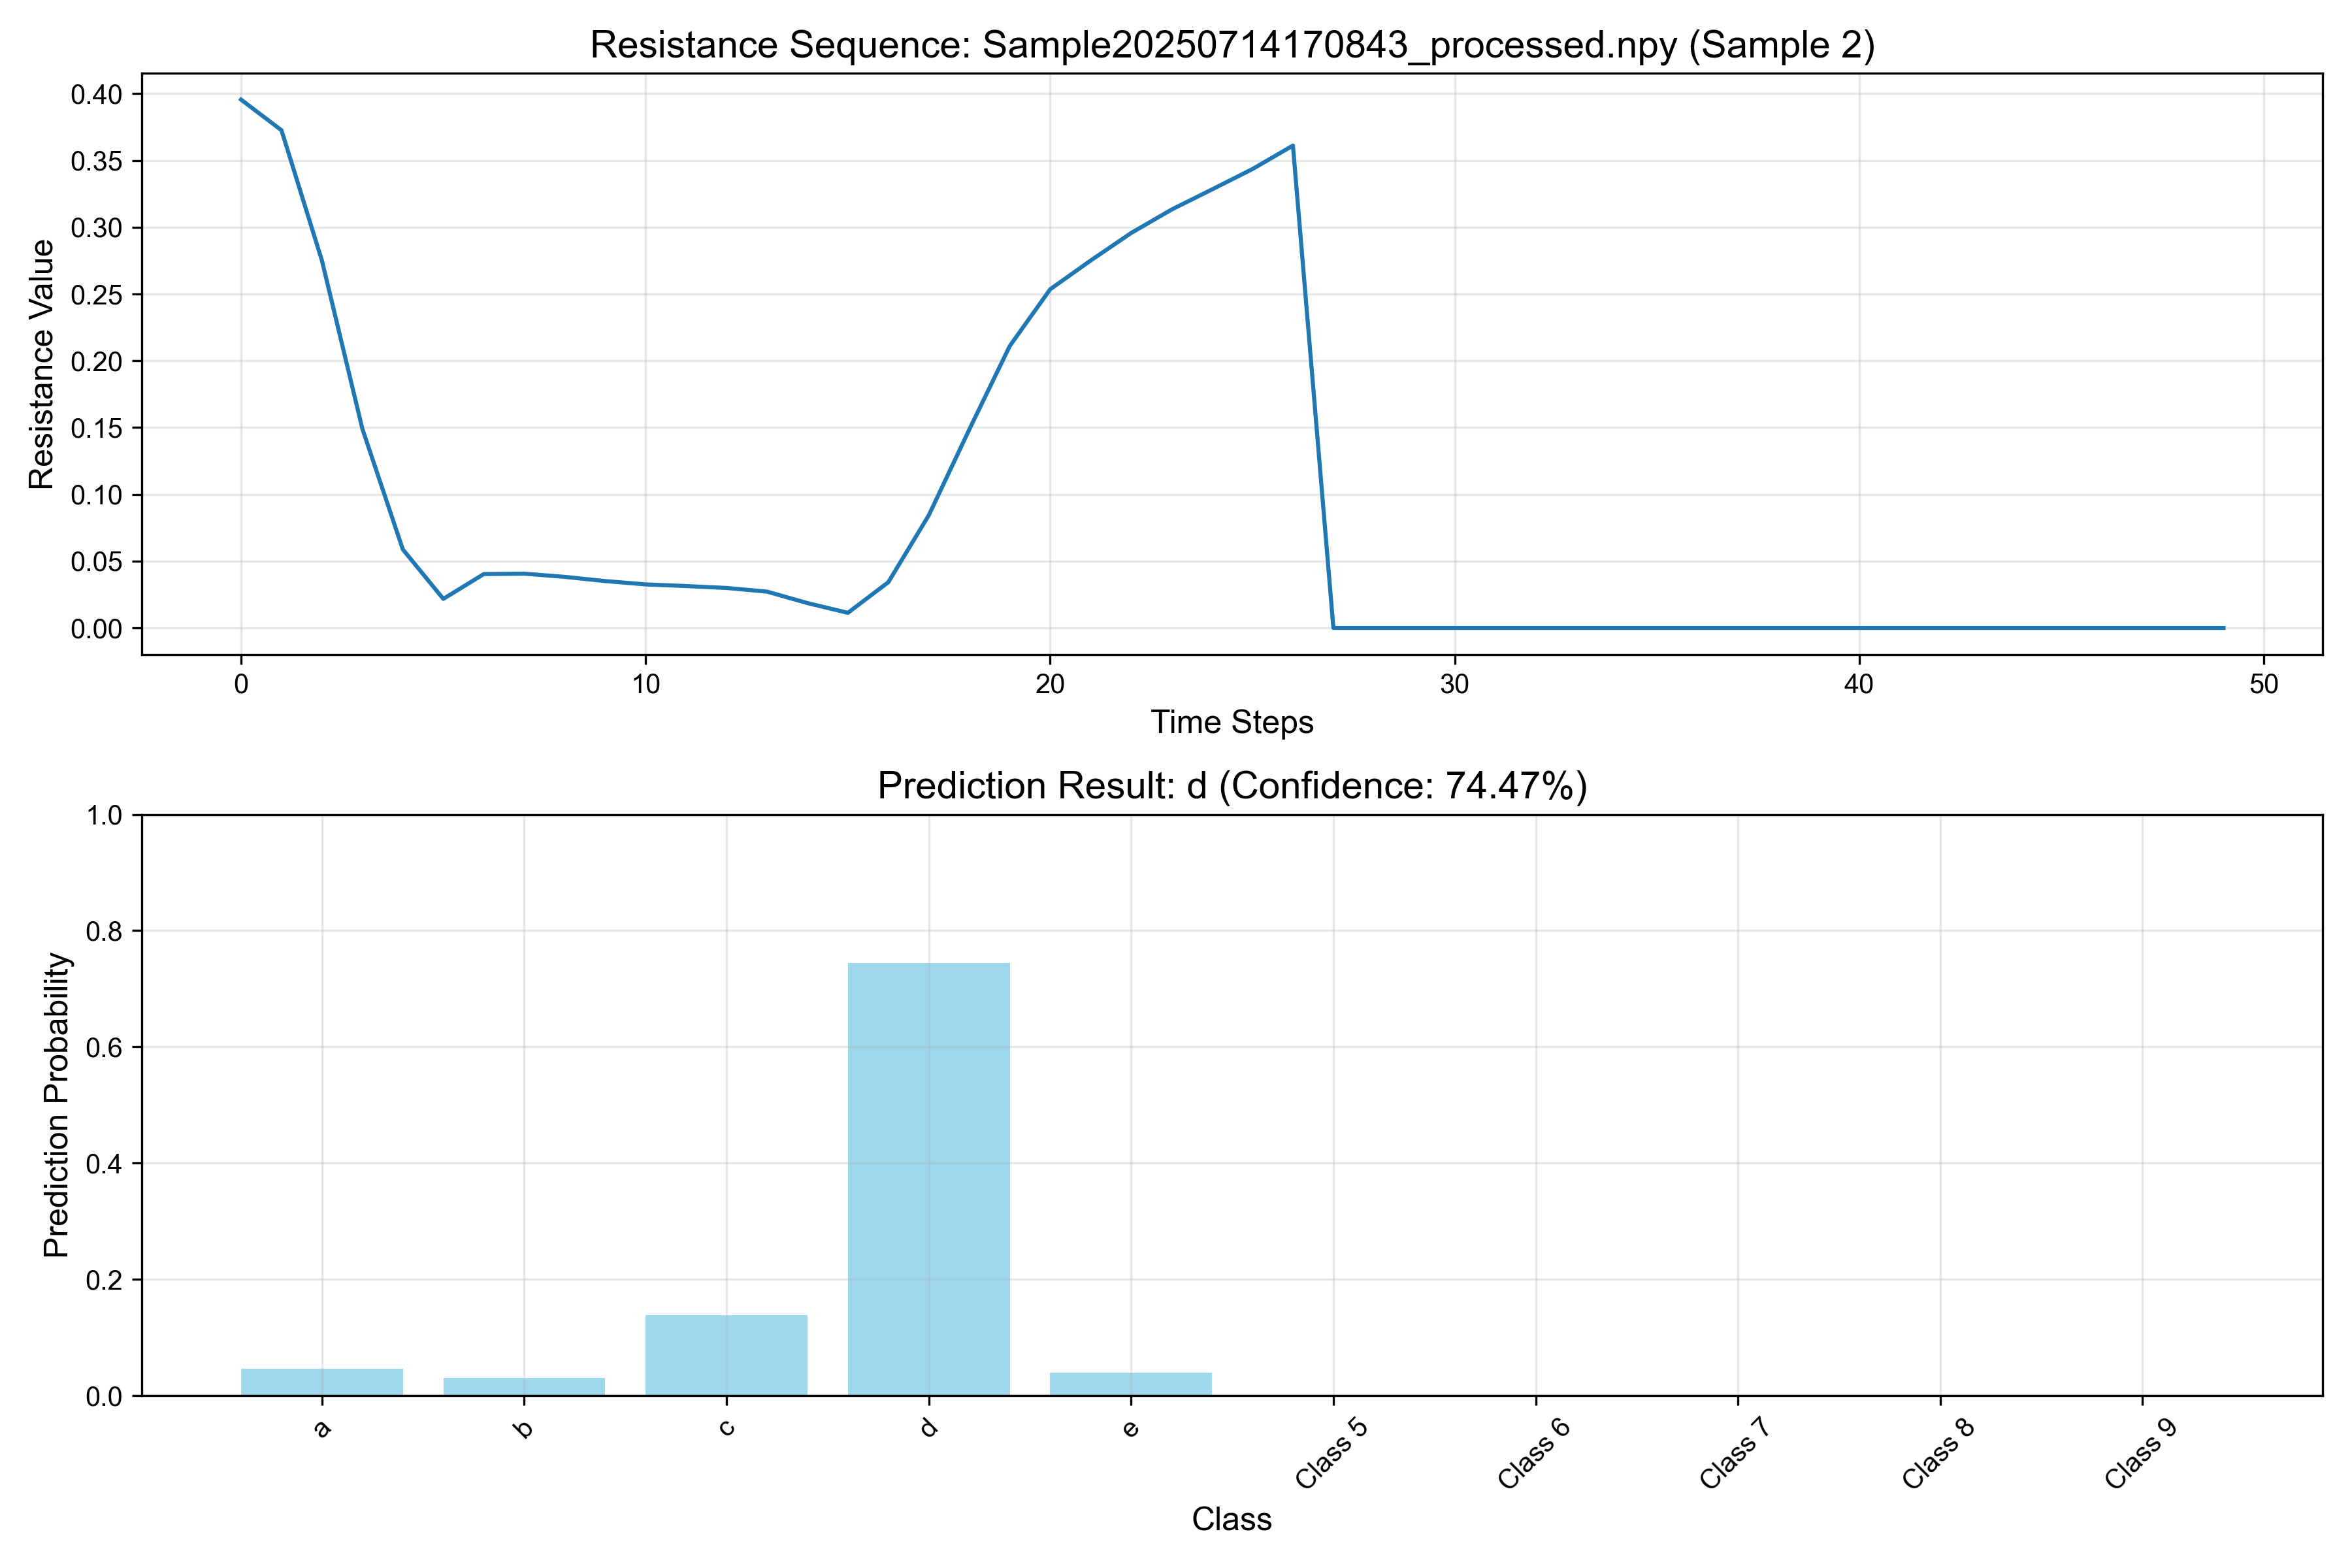 Resistance Sequence: Sample20250714170843_processed.npy (Sample 2)
Resistance Value
0.40
0.35
0.30
0.25
0.20
0.15
0.10
0.05
0.00
0 10 20 30 40 50
Time Steps
Prediction Result: d (Confidence: 74.47%)
Prediction Probability
1.0
0.8
0.6
0.4
0.2
0.0
a b c d e Class 5 Class 6 Class 7 Class 8 Class 9
Class